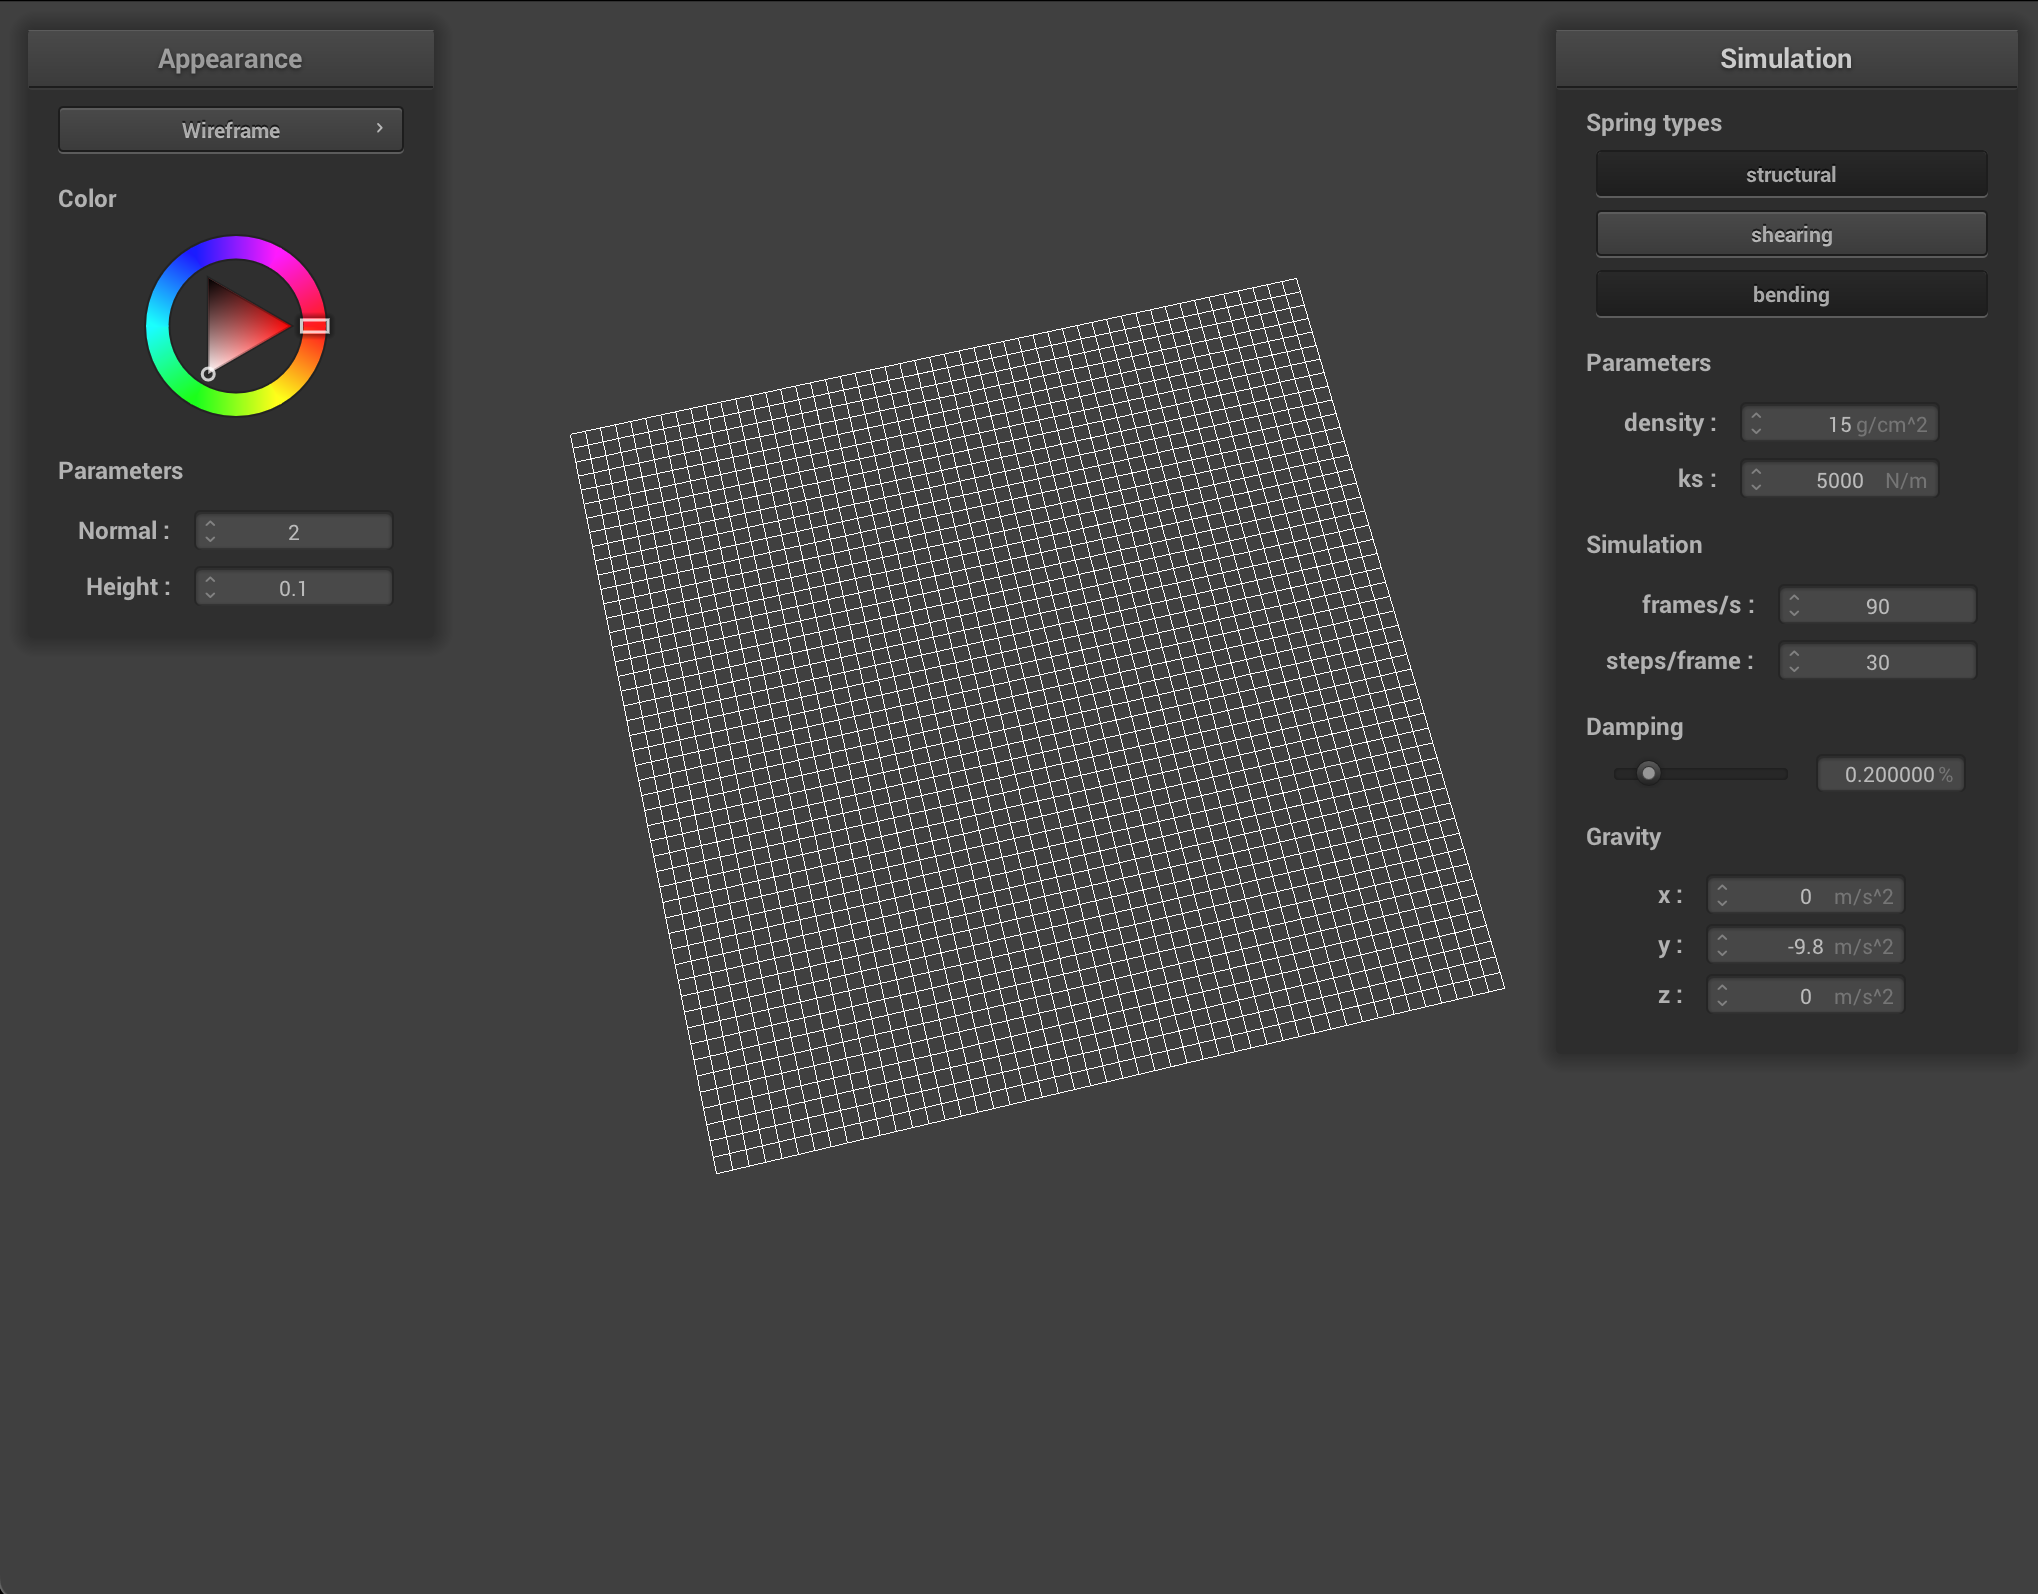 Appearance
Wireframe
Color
Parameters
Normal : 2
Height : 0.1
Simulation
Spring types
structural
shearing
bending
Parameters
density : 15 g/cm^2
ks : 5000 N/m
Simulation
frames/s : 90
steps/frame : 30
Damping
0.200000 %
Gravity
x : 0 m/s^2
y : -9.8 m/s^2
z : 0 m/s^2